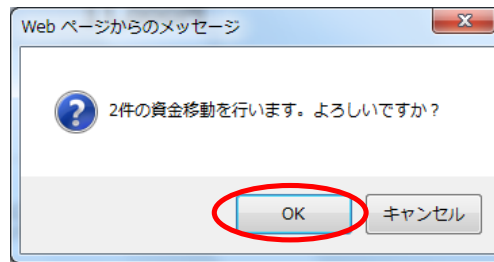 Web ページからのメッセージ
2件の資金移動を行います。よろしいですか？
OK
キャンセル